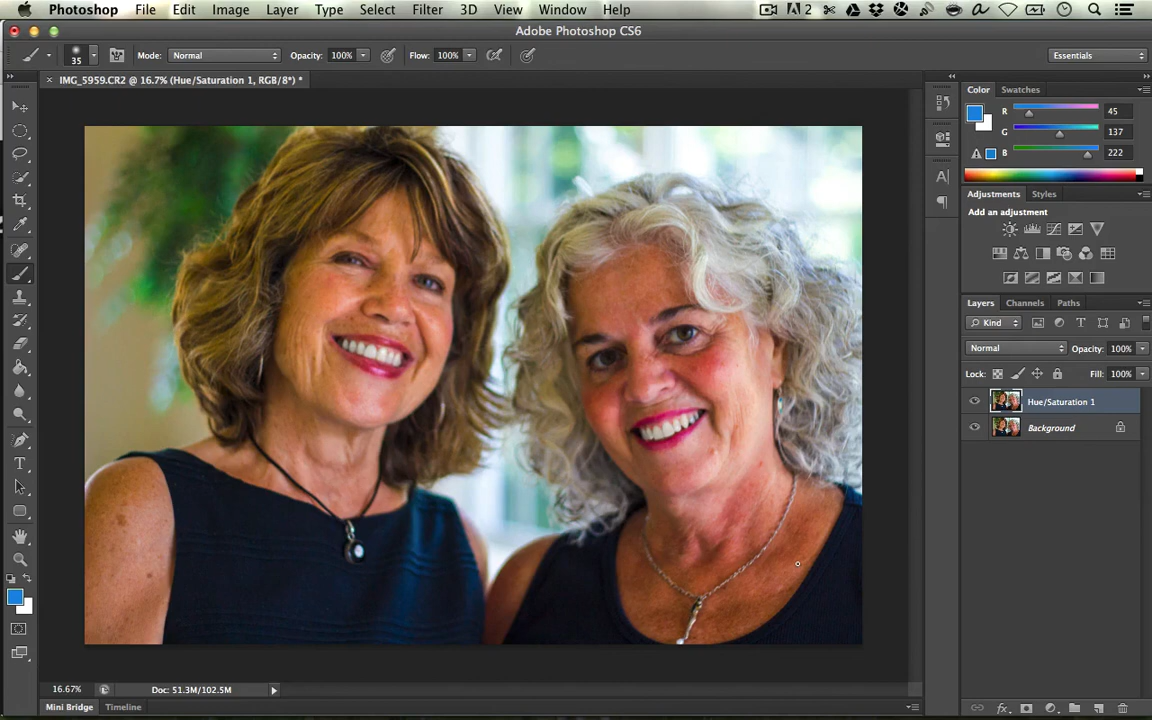 Photoshop File Edit Image Layer Type Select Filter 3D View Window Help
Adobe Photoshop CS6
35 Mode: Normal Opacity: 100% Flow: 100% Essentials
× IMG_5959.CR2 @ 16.7% (Hue/Saturation 1, RGB/8*) *
Color Swatches
R 45
G 137
B 222
Adjustments Styles
Add an adjustment
Layers Channels Paths
Kind
Normal Opacity: 100%
Lock: Fill: 100%
Hue/Saturation 1
Background
16.67% Doc: 51.3M/102.5M
Mini Bridge Timeline